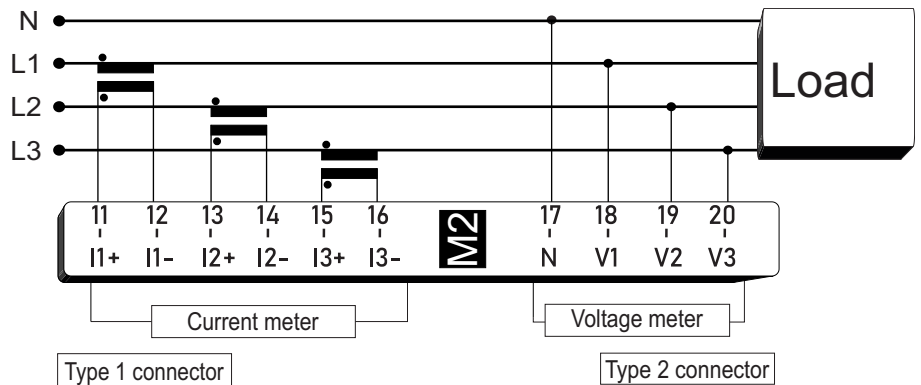 N
L1
L2
L3
Load
11 12 13 14 15 16 17 18 19 20
I1+ I1- I2+ I2- I3+ I3- M2 N V1 V2 V3
Current meter
Voltage meter
Type 1 connector
Type 2 connector